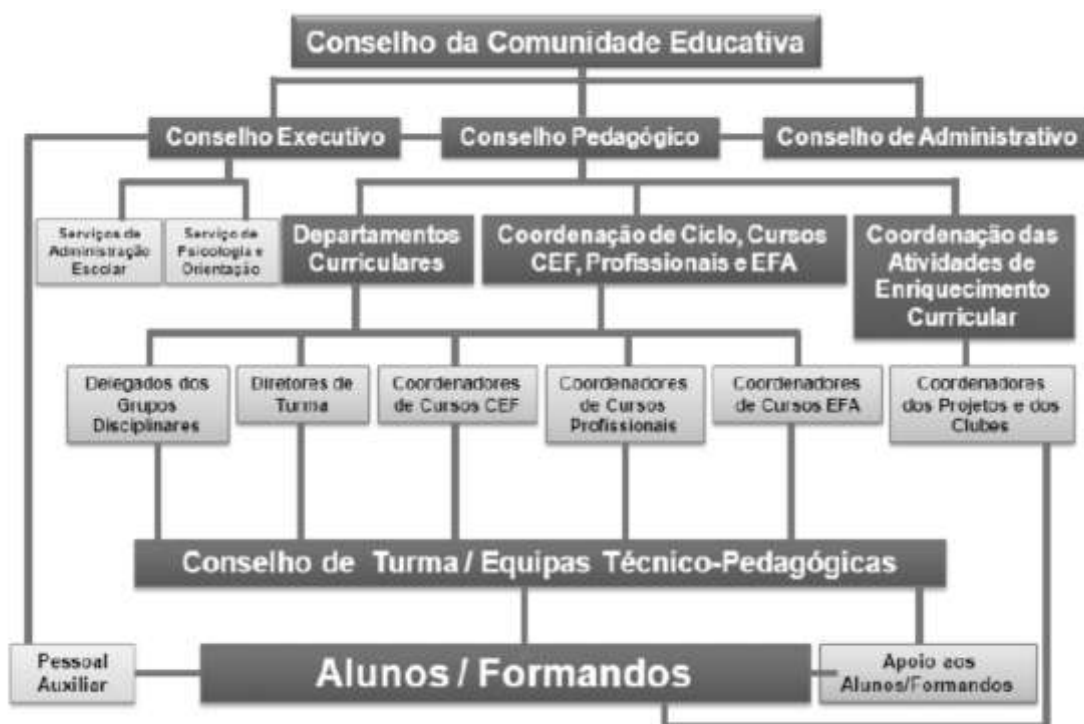 Conselho da Comunidade Educativa
Conselho Executivo
Conselho Pedagógico
Conselho de Administrativo
Serviços de
Administração
Escolar
Serviço de
Psicologia e
Orientação
Departamentos
Curriculares
Coordenação de Ciclo, Cursos
CEF, Profissionais e EFA
Coordenação das
Atividades de
Enriquecimento
Curricular
Delegados dos
Grupos
Disciplinares
Diretores de
Turma
Coordenadores
de Cursos CEF
Coordenadores
de Cursos
Profissionais
Coordenadores
de Cursos EFA
Coordenadores
dos Projetos e dos
Clubes
Conselho de Turma / Equipas Técnico-Pedagógicas
Pessoal
Auxiliar
Alunos / Formandos
Apoio aos
Alunos/Formandos